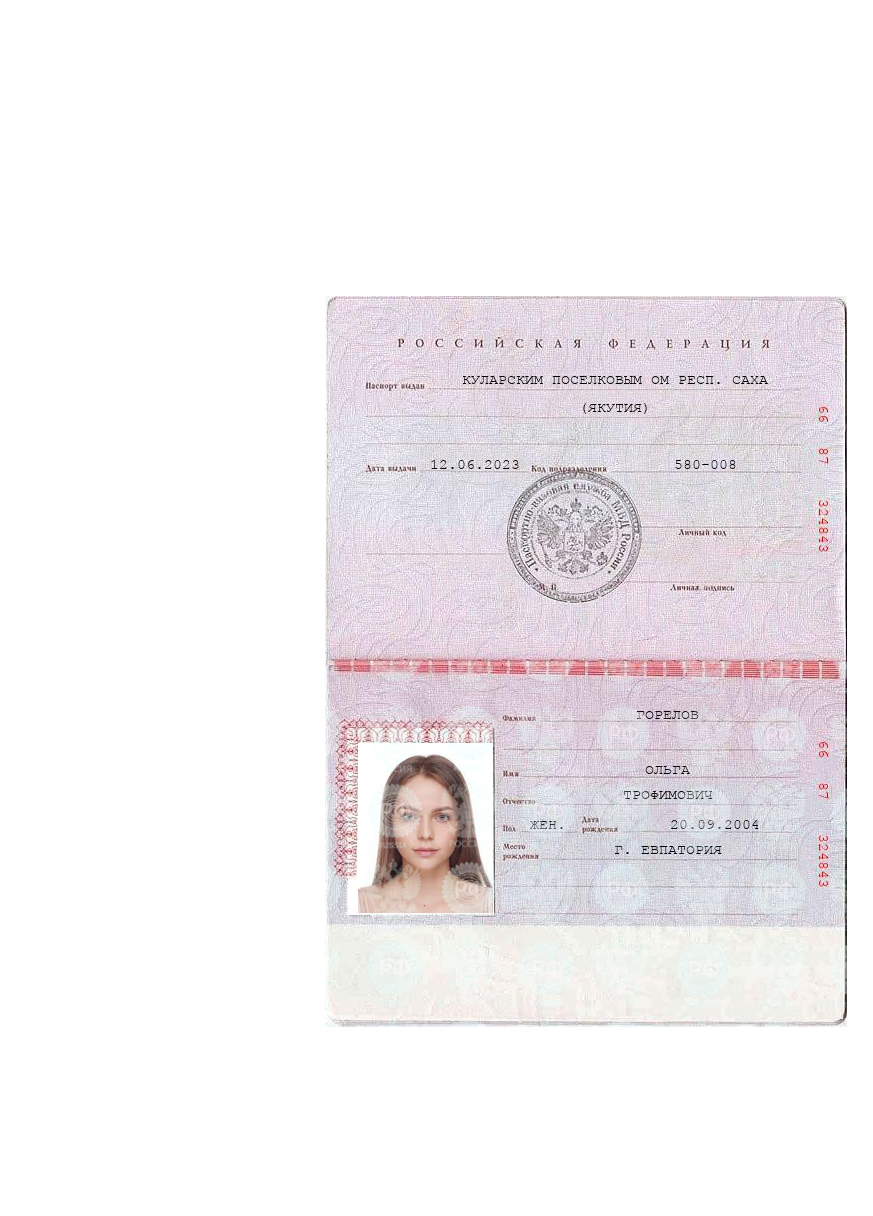 РОССИЙСКАЯ ФЕДЕРАЦИЯ
Паспорт выдан КУЛАРСКИМ ПОСЕЛКОВЫМ ОМ РЕСП. САХА
(ЯКУТИЯ)
Дата выдачи 12.06.2023 Код подразделения 580-008
Паспортно-визовая служба МВД России
Личный код
М. П.
Личная подпись
66 87 324843
Фамилия ГОРЕЛОВ
Имя ОЛЬГА
Отчество ТРОФИМОВИЧ
Пол ЖЕН. Дата рождения 20.09.2004
Место рождения Г. ЕВПАТОРИЯ
66 87 324843